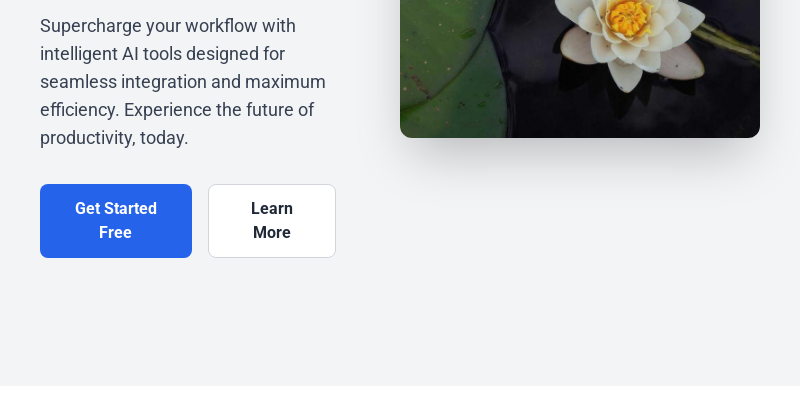 Supercharge your workflow with
intelligent AI tools designed for
seamless integration and maximum
efficiency. Experience the future of
productivity, today.
Get Started
Free
Learn
More